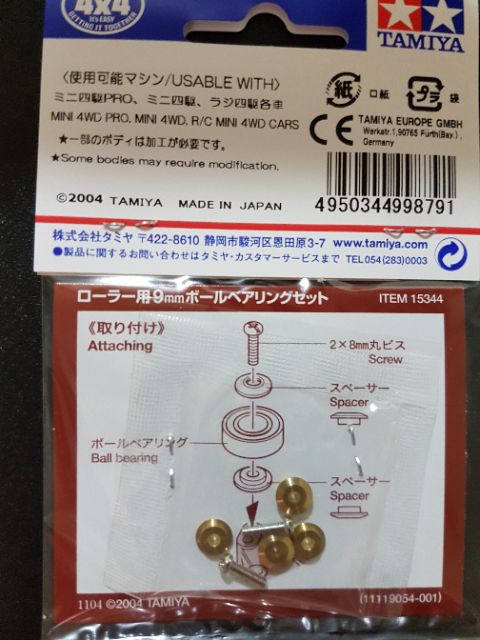 4x4
It's EASY
GETTING IT TOGETHER
TAMIYA
〈使用可能マシン/USABLE WITH〉
ミニ四駆PRO、ミニ四駆、ラジ四駆各車
MINI 4WD PRO, MINI 4WD, R/C MINI 4WD CARS
★一部のボディは加工が必要です。
★Some bodies may require modification.
©2004 TAMIYA MADE IN JAPAN
紙 口紙 プラ 袋
CE TAMIYA EUROPE GMBH
Werkstr.1,90765 Fürth(Bay.),
Germany
4950344998791
株式会社タミヤ 〒422-8610 静岡市駿河区恩田原3-7 www.tamiya.com
●製品に関するお問い合わせはタミヤ・カスタマーサービスまで TEL054(283)0003
ローラー用9mmボールベアリングセット ITEM 15344
《取り付け》
Attaching
2×8mm丸ビス
Screw
スペーサー
Spacer
ボールベアリング
Ball bearing
スペーサー
Spacer
1104 ©2004 TAMIYA (11119054-001)